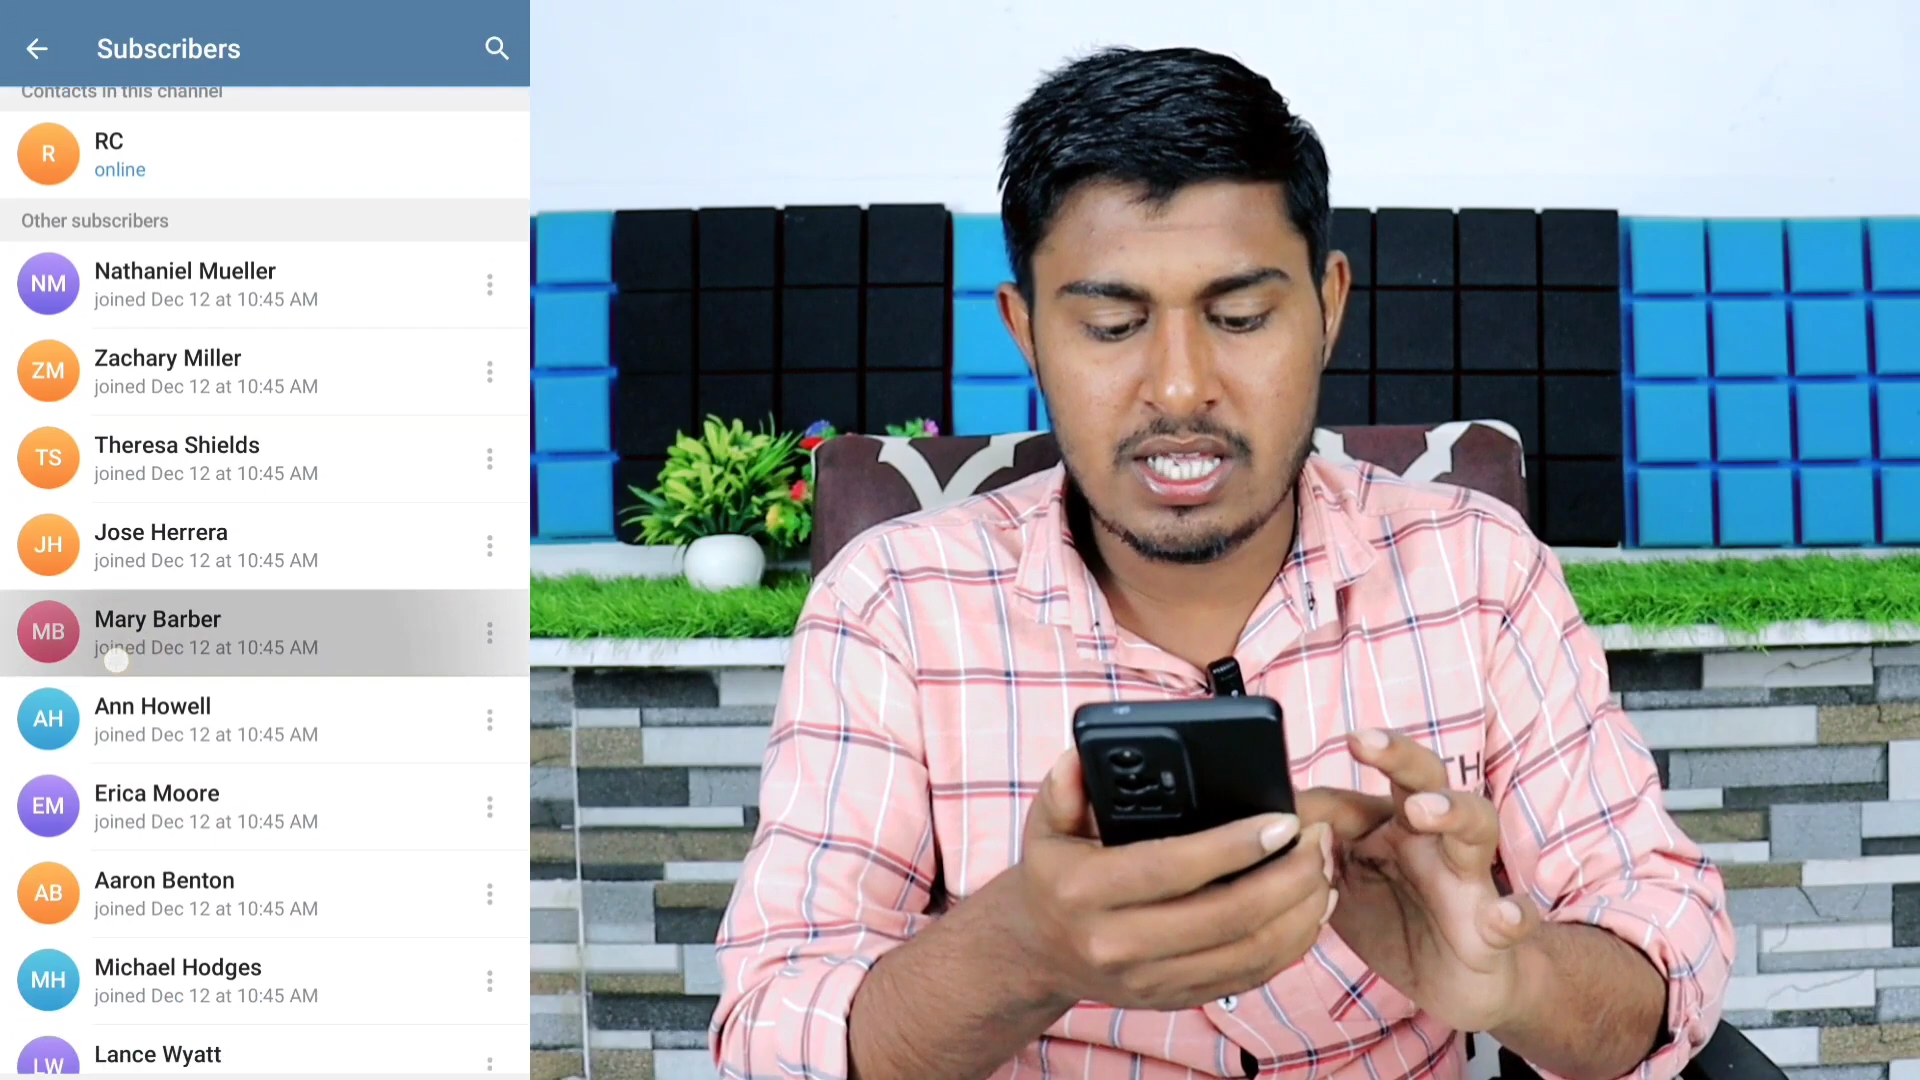 Subscribers
Contacts in this channel
R
RC
online
Other subscribers
NM
Nathaniel Mueller
joined Dec 12 at 10:45 AM
ZM
Zachary Miller
joined Dec 12 at 10:45 AM
TS
Theresa Shields
joined Dec 12 at 10:45 AM
JH
Jose Herrera
joined Dec 12 at 10:45 AM
MB
Mary Barber
joined Dec 12 at 10:45 AM
AH
Ann Howell
joined Dec 12 at 10:45 AM
EM
Erica Moore
joined Dec 12 at 10:45 AM
AB
Aaron Benton
joined Dec 12 at 10:45 AM
MH
Michael Hodges
joined Dec 12 at 10:45 AM
LW
Lance Wyatt